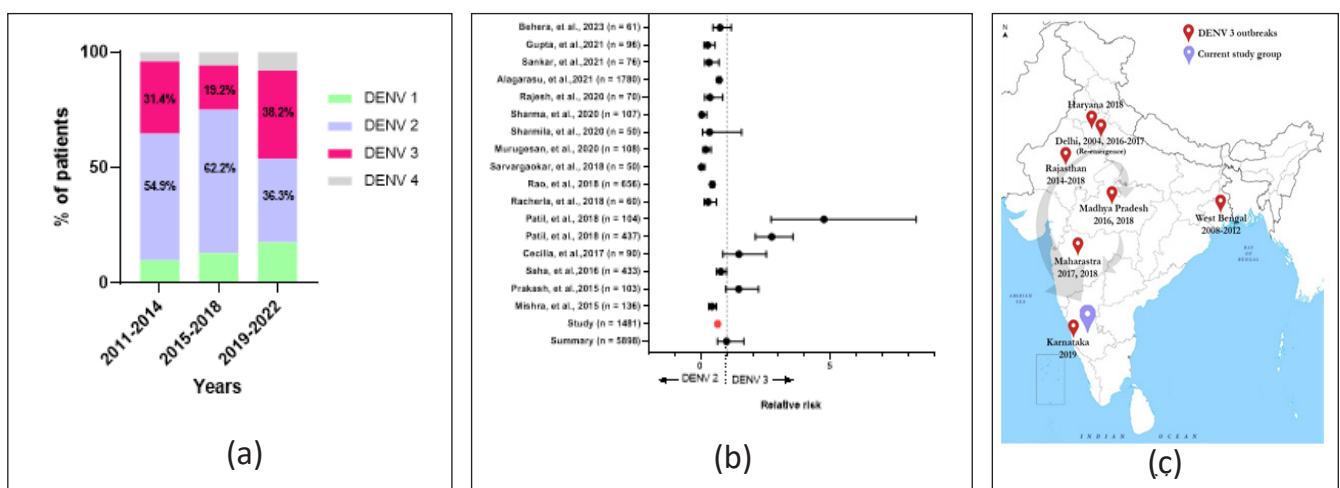 100
50
0
% of patients
31.4%
54.9%
19.2%
62.2%
38.2%
36.3%
2011-2014
2015-2018
2019-2022
Years
DENV 1
DENV 2
DENV 3
DENV 4
(a)
Behera, et al., 2023 (n = 61)
Gupta, et al.,2021 (n = 96)
Sankar, et al.,2021 (n = 76)
Alagarasu, et al.,2021 (n = 1780)
Rajesh, et al., 2020 (n = 70)
Sharma, et al., 2020 (n = 107)
Sharmila, et al., 2020 (n = 50)
Murugesan, et al., 2020 (n = 108)
Sarvargaokar, et al., 2018 (n = 50)
Rao, et al., 2018 (n = 656)
Racherla, et al., 2018 (n = 60)
Patil, et al., 2018 (n = 104)
Patil, et al., 2018 (n = 437)
Cecilia, et al.,2017 (n = 90)
Saha, et al.,2016 (n = 433)
Prakash, et al.,2015 (n = 103)
Mishra, et al., 2015 (n = 136)
Study (n = 1481)
Summary (n = 5898)
0
5
DENV 2
DENV 3
Relative risk
(b)
N
DENV 3 outbreaks
Current study group
Haryana 2018
Delhi, 2004, 2016-2017
(Re-emergence)
Rajasthan
2014-2018
Madhya Pradesh
2016, 2018
West Bengal
2008-2012
Maharastra
2017, 2018
BAY
OF
BENGAL
ARABIAN
SEA
Karnataka
2019
INDIAN OCEAN
(c)